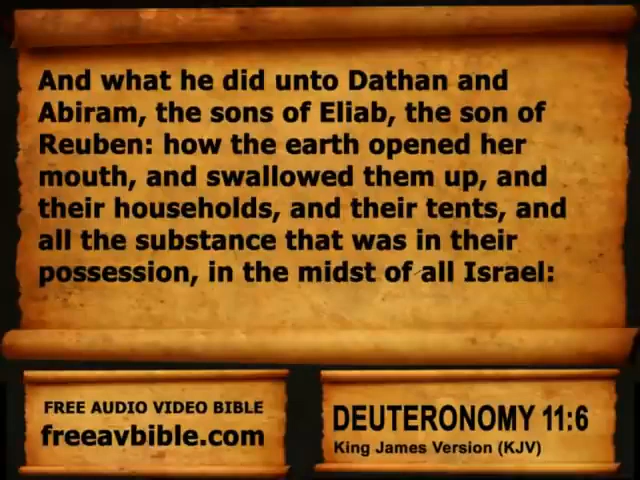 And what he did unto Dathan and
Abiram, the sons of Eliab, the son of
Reuben: how the earth opened her
mouth, and swallowed them up, and
their households, and their tents, and
all the substance that was in their
possession, in the midst of all Israel:
FREE AUDIO VIDEO BIBLE
freeavbible.com
DEUTERONOMY 11:6
King James Version (KJV)